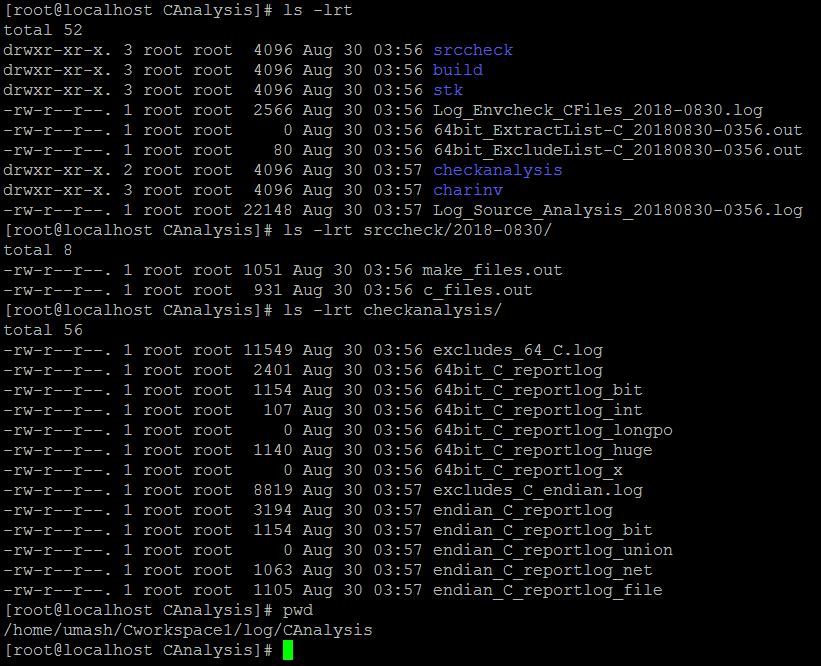 [root@localhost CAnalysis]# ls -lrt
total 52
drwxr-xr-x. 3 root root  4096 Aug 30 03:56 srccheck
drwxr-xr-x. 3 root root  4096 Aug 30 03:56 build
drwxr-xr-x. 3 root root  4096 Aug 30 03:56 stk
-rw-r--r--. 1 root root  2566 Aug 30 03:56 Log_Envcheck_CFiles_2018-0830.log
-rw-r--r--. 1 root root     0 Aug 30 03:56 64bit_ExtractList-C_20180830-0356.out
-rw-r--r--. 1 root root    80 Aug 30 03:56 64bit_ExcludeList-C_20180830-0356.out
drwxr-xr-x. 2 root root  4096 Aug 30 03:57 checkanalysis
drwxr-xr-x. 3 root root  4096 Aug 30 03:57 charinv
-rw-r--r--. 1 root root 22148 Aug 30 03:57 Log_Source_Analysis_20180830-0356.log
[root@localhost CAnalysis]# ls -lrt srccheck/2018-0830/
total 8
-rw-r--r--. 1 root root 1051 Aug 30 03:56 make_files.out
-rw-r--r--. 1 root root  931 Aug 30 03:56 c_files.out
[root@localhost CAnalysis]# ls -lrt checkanalysis/
total 56
-rw-r--r--. 1 root root 11549 Aug 30 03:56 excludes_64_C.log
-rw-r--r--. 1 root root  2401 Aug 30 03:56 64bit_C_reportlog
-rw-r--r--. 1 root root  1154 Aug 30 03:56 64bit_C_reportlog_bit
-rw-r--r--. 1 root root   107 Aug 30 03:56 64bit_C_reportlog_int
-rw-r--r--. 1 root root     0 Aug 30 03:56 64bit_C_reportlog_longpo
-rw-r--r--. 1 root root  1140 Aug 30 03:56 64bit_C_reportlog_huge
-rw-r--r--. 1 root root     0 Aug 30 03:56 64bit_C_reportlog_x
-rw-r--r--. 1 root root  8819 Aug 30 03:57 excludes_C_endian.log
-rw-r--r--. 1 root root  3194 Aug 30 03:57 endian_C_reportlog
-rw-r--r--. 1 root root  1154 Aug 30 03:57 endian_C_reportlog_bit
-rw-r--r--. 1 root root     0 Aug 30 03:57 endian_C_reportlog_union
-rw-r--r--. 1 root root  1063 Aug 30 03:57 endian_C_reportlog_net
-rw-r--r--. 1 root root  1105 Aug 30 03:57 endian_C_reportlog_file
[root@localhost CAnalysis]# pwd
/home/umash/Cworkspace1/log/CAnalysis
[root@localhost CAnalysis]#